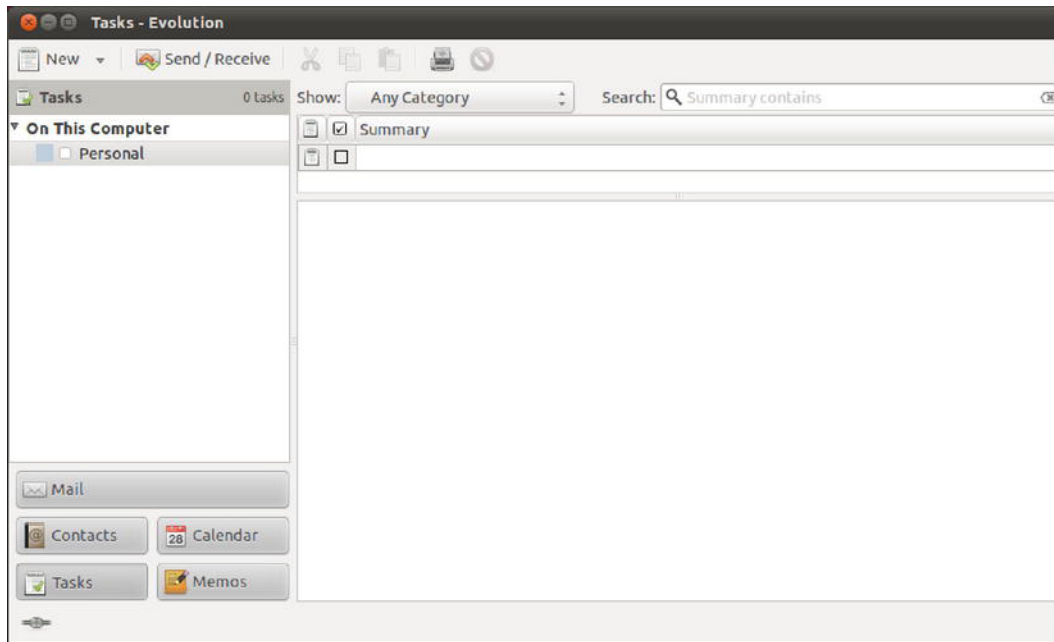 Tasks - Evolution
New Send / Receive
Tasks 0 tasks Show: Any Category Search: Summary contains
On This Computer
Summary
Personal
Mail
Contacts 28 Calendar
Tasks Memos